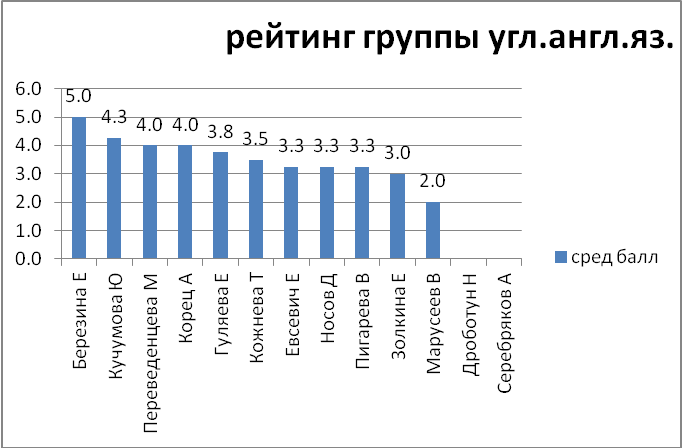 рейтинг группы угл.англ.яз.
6.0
5.0
4.0
3.0
2.0
1.0
0.0
5.0
4.3
4.0
4.0
3.8
3.5
3.3
3.3
3.3
3.0
2.0
Березина Е
Кучумова Ю
Переведенцева М
Корец А
Гуляева Е
Кожнева Т
Евсевич Е
Носов Д
Пигарева В
Золкина Е
Марусеев В
Дроботун Н
Серебряков А
сред балл